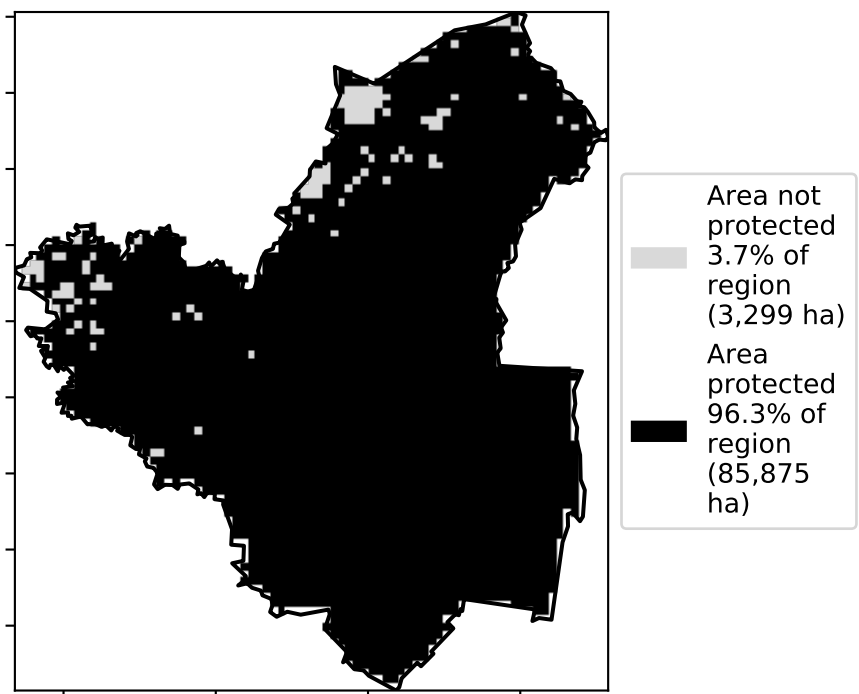 Area not
protected
3.7% of
region
(3,299 ha)
Area
protected
96.3% of
region
(85,875
ha)